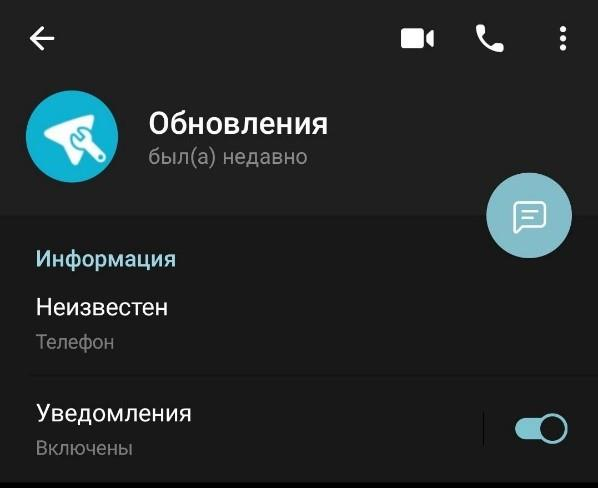 Обновления
был(а) недавно
Информация
Неизвестен
Телефон
Уведомления
Включены